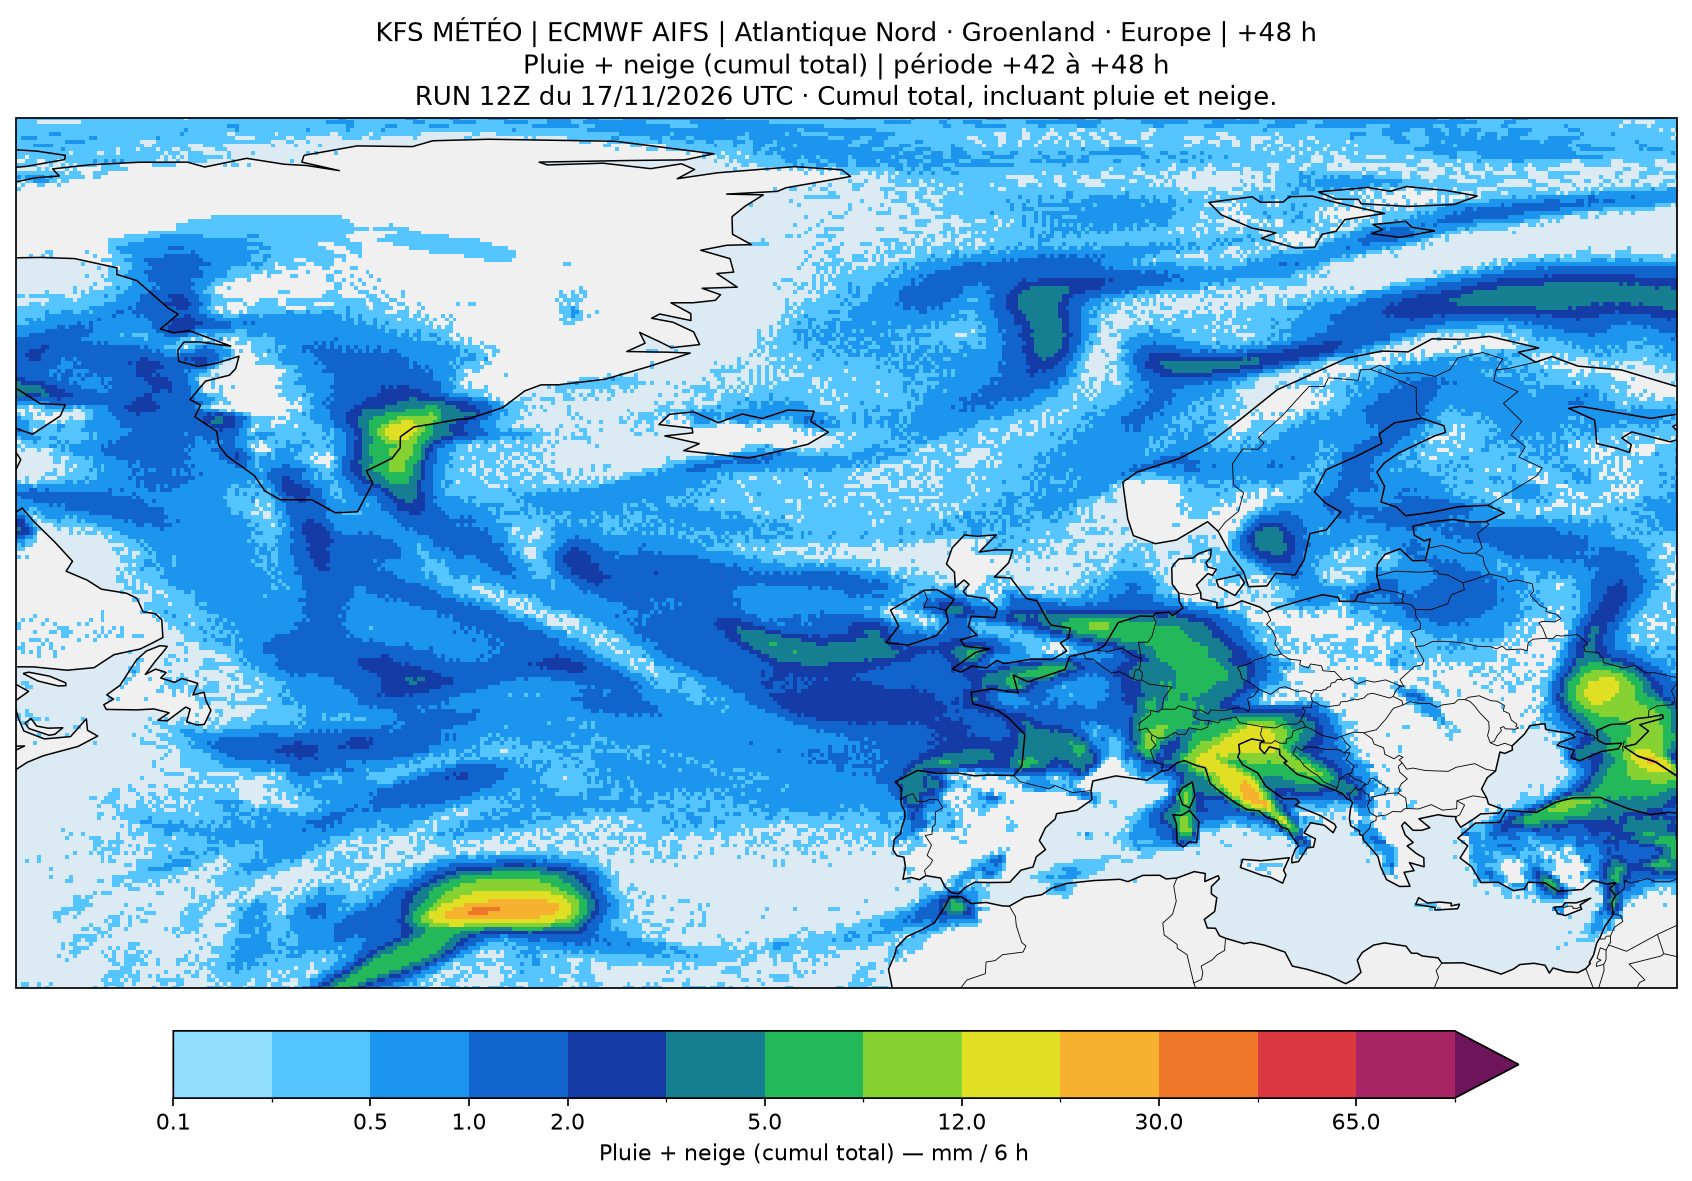 KFS MÉTÉO | ECMWF AIFS | Atlantique Nord · Groenland · Europe | +48 h
Pluie + neige (cumul total) | période +42 à +48 h
RUN 12Z du 17/11/2026 UTC · Cumul total, incluant pluie et neige.
0.1 0.5 1.0 2.0 5.0 12.0 30.0 65.0
Pluie + neige (cumul total) — mm / 6 h